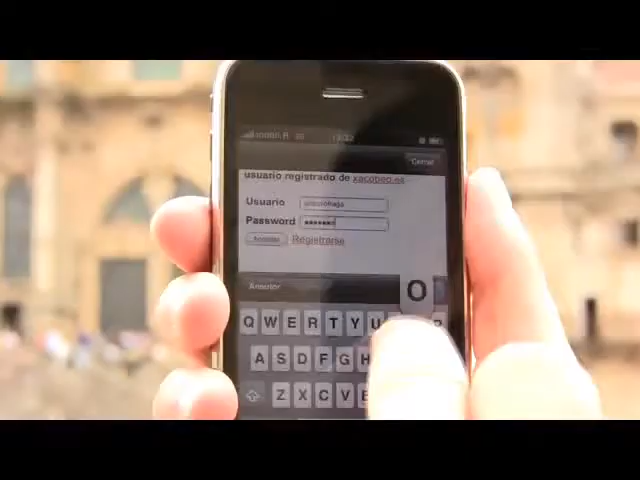 Cerrar
usuario registrado de xacobeo.es
Usuario
Password •••••••
Registrarse
O
Q W E R T Y U
A S D F G H
Z X C V B